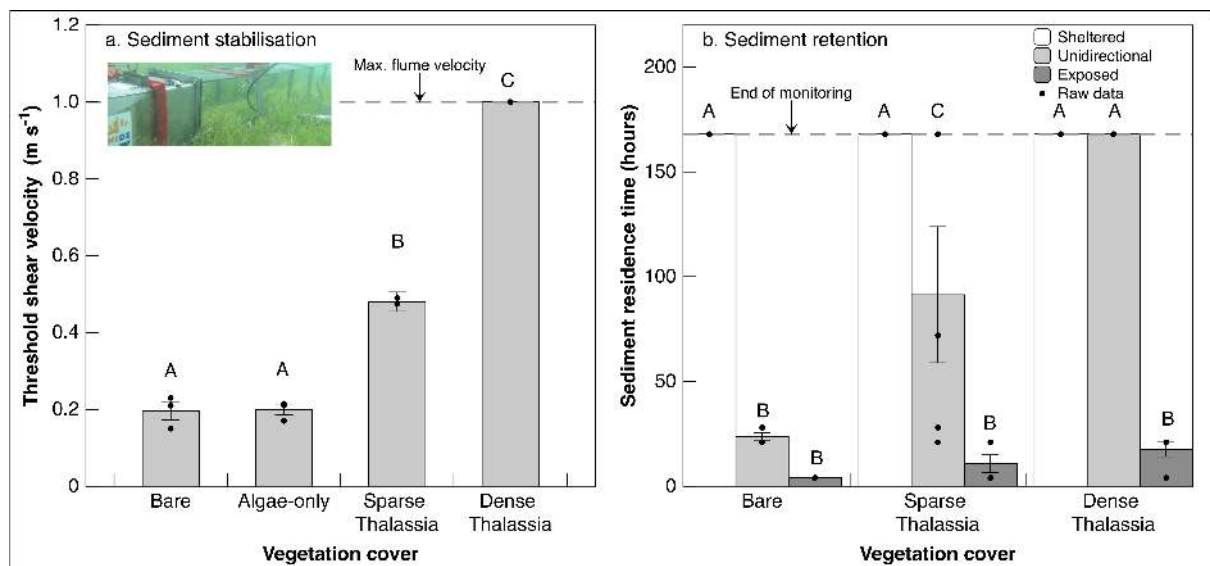 a. Sediment stabilisation
Max. flume velocity
A
A
B
C
1.2
1.0
0.8
0.6
0.4
0.2
0
Threshold shear velocity (m s⁻¹)
Bare
Algae-only
Sparse
Thalassia
Dense
Thalassia
Vegetation cover
b. Sediment retention
Sheltered
Unidirectional
Exposed
Raw data
End of monitoring
A
B
B
A
C
B
A
A
B
200
150
100
50
0
Sediment residence time (hours)
Bare
Sparse
Thalassia
Dense
Thalassia
Vegetation cover